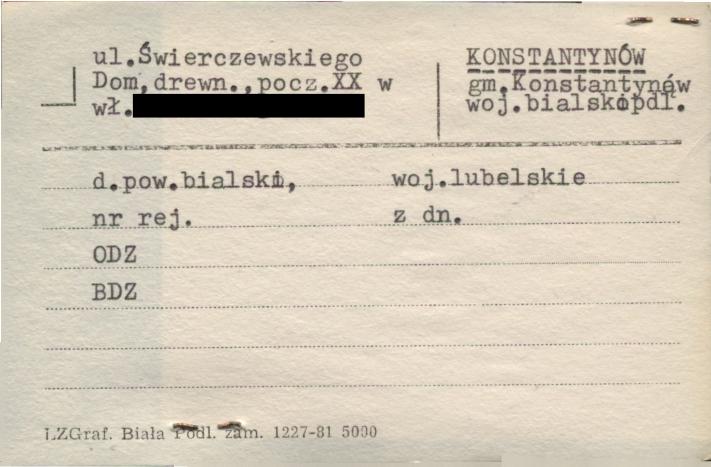 ul.Świerczewskiego
Dom,drewn.,pocz.XX w
wł.
KONSTANTYNÓW
gm.Konstantynów
woj.bialskopdl.
d.pow.bialski, woj.lubelskie
nr rej. z dn.
ODZ
BDZ
LZGraf. Biała Podl. zam. 1227-81 5000